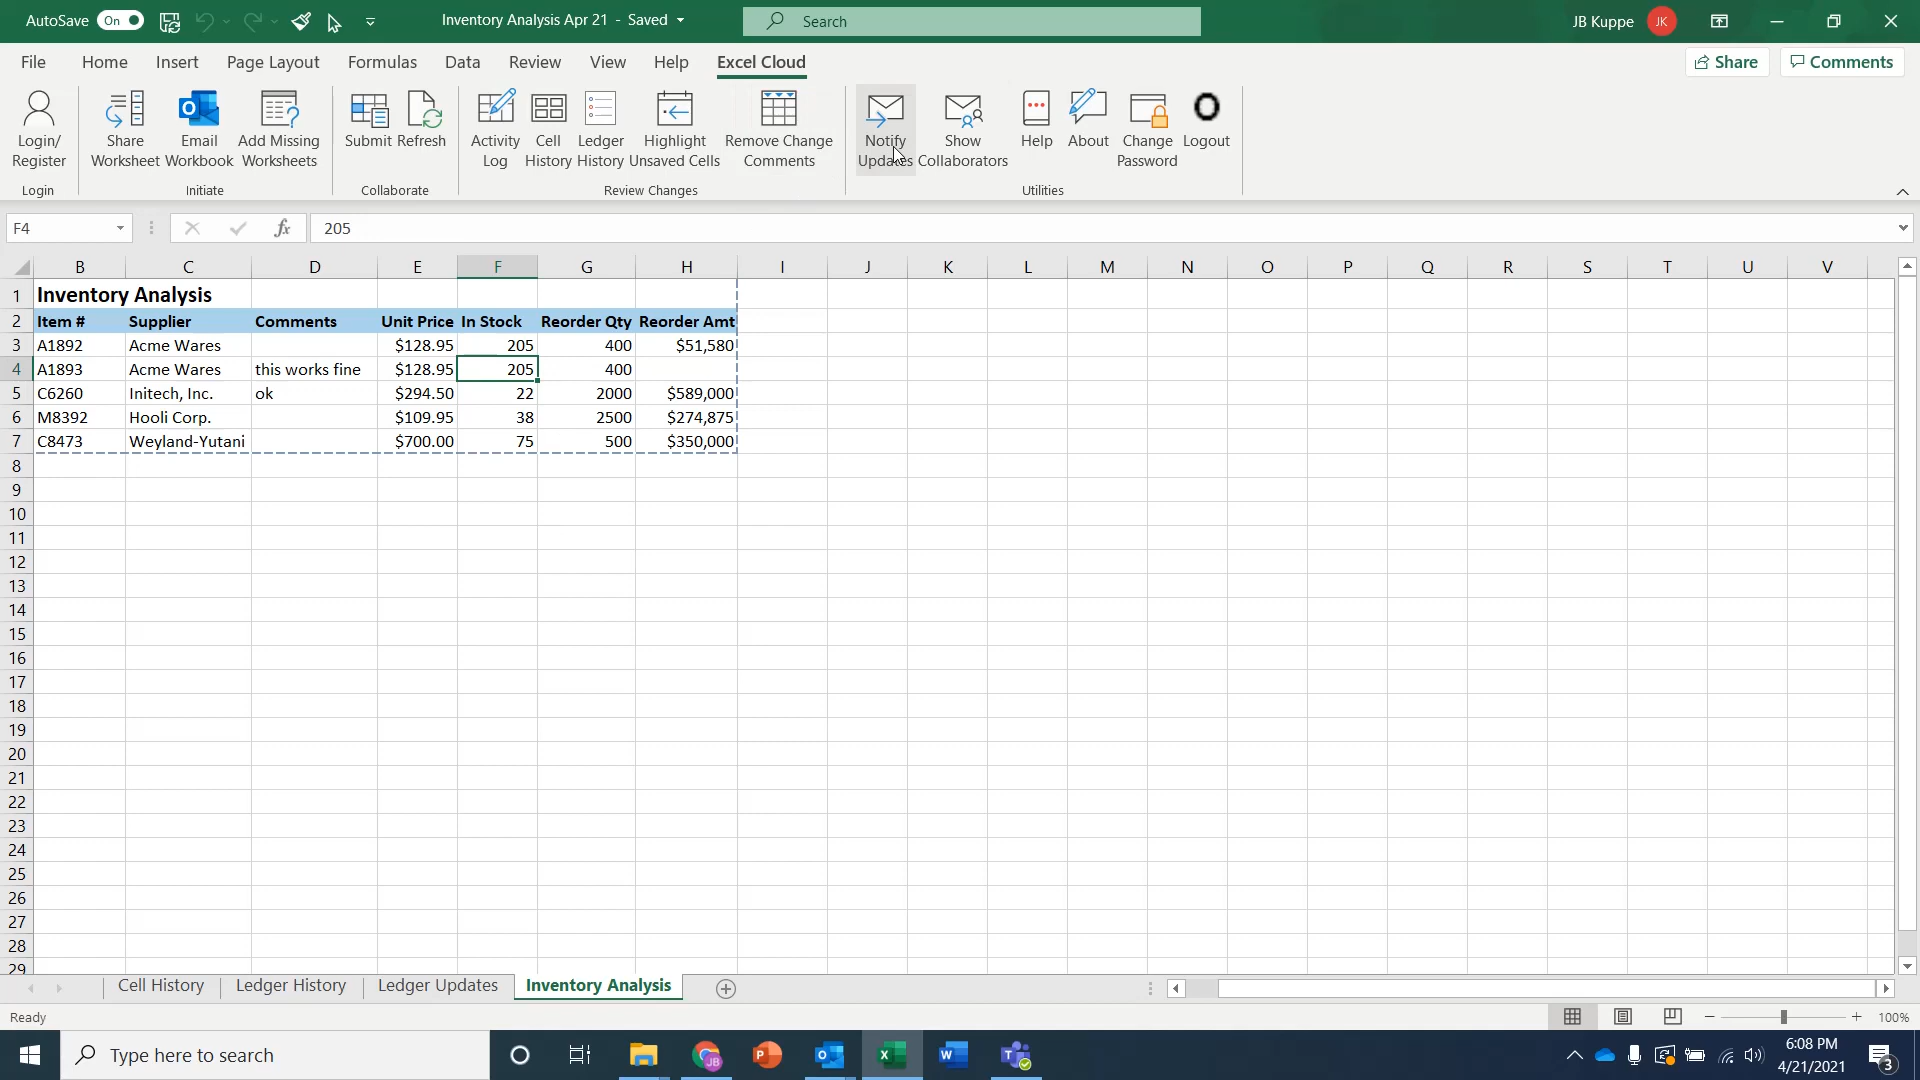 AutoSave On Inventory Analysis Apr 21 - Saved Search JB Kuppe JK
File Home Insert Page Layout Formulas Data Review View Help Excel Cloud Share Comments
Login/ Register
Share Worksheet
Email Workbook
Add Missing Worksheets
Submit
Refresh
Activity Log
Cell History
Ledger History
Highlight Unsaved Cells
Remove Change Comments
Notify Updates
Show Collaborators
Help
About
Change Password
Logout
Login Initiate Collaborate Review Changes Utilities
F4 fx 205
B C D E F G H I J K L M N O P Q R S T U V
1 Inventory Analysis
2 Item # Supplier Comments Unit Price In Stock Reorder Qty Reorder Amt
3 A1892 Acme Wares $128.95 205 400 $51,580
4 A1893 Acme Wares this works fine $128.95 205 400
5 C6260 Initech, Inc. ok $294.50 22 2000 $589,000
6 M8392 Hooli Corp. $109.95 38 2500 $274,875
7 C8473 Weyland-Yutani $700.00 75 500 $350,000
8
9
10
11
12
13
14
15
16
17
18
19
20
21
22
23
24
25
26
27
28
29
Cell History Ledger History Ledger Updates Inventory Analysis
Ready 100%
Type here to search
6:08 PM
4/21/2021
3